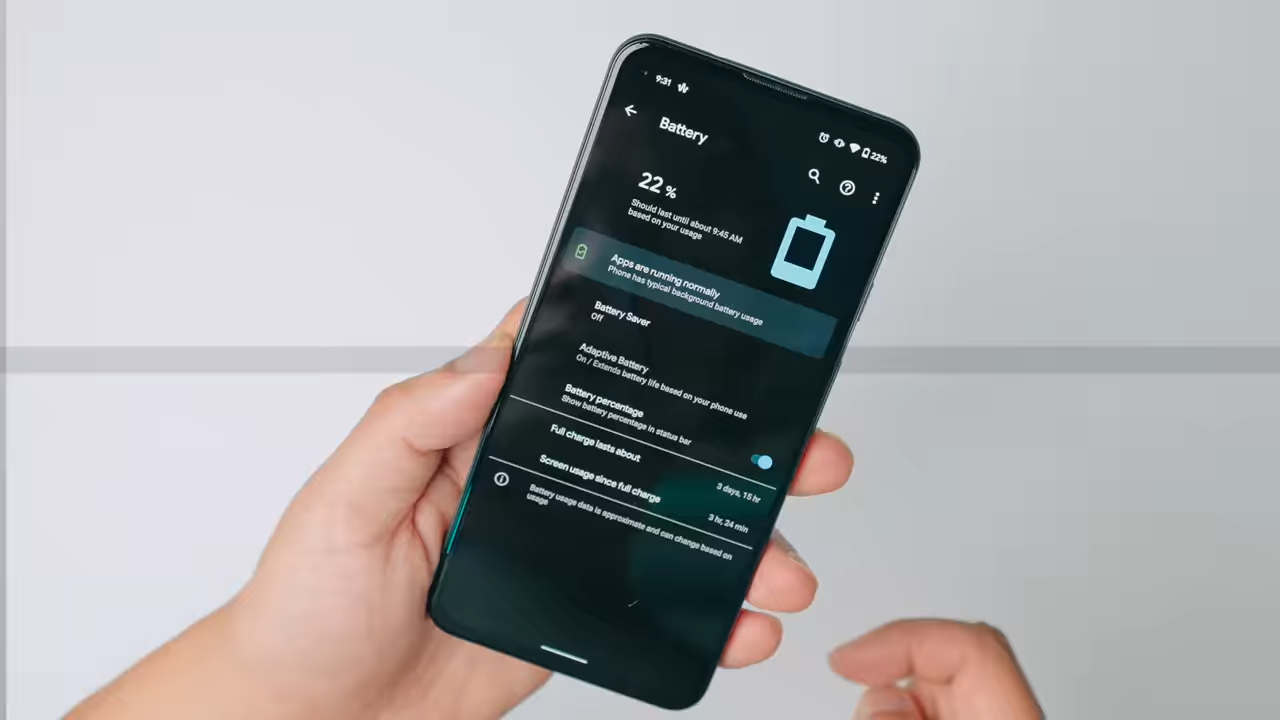 9:31
22%
Battery
22 %
Should last until about 9:45 AM
based on your usage
Apps are running normally
Phone has typical background battery usage
Battery Saver
Off
Adaptive Battery
On / Extends battery life based on your phone use
Battery percentage
Show battery percentage in status bar
Full charge lasts about
3 days, 15 hr
Screen usage since full charge
3 hr, 24 min
Battery usage data is approximate and can change based on
usage